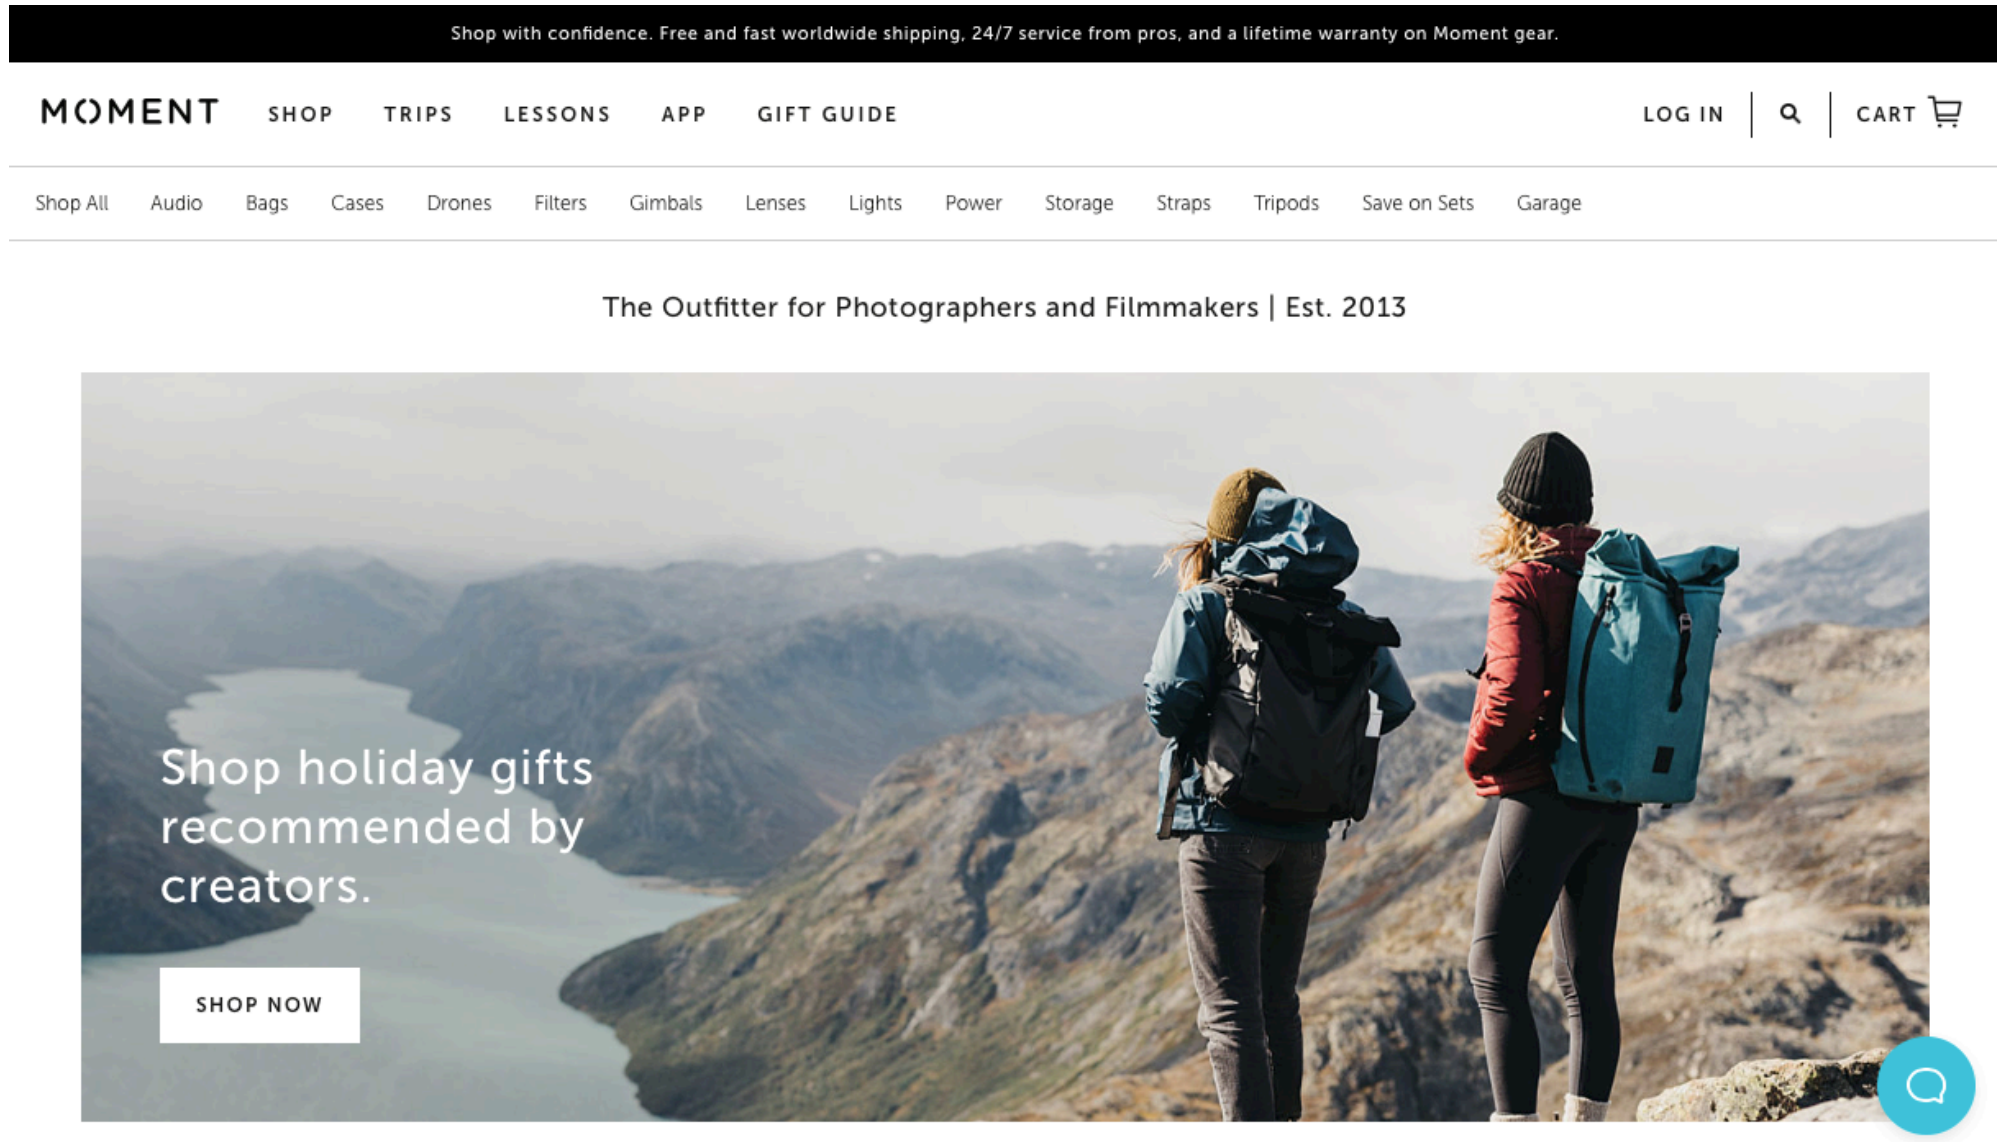 Shop with confidence. Free and fast worldwide shipping, 24/7 service from pros, and a lifetime warranty on Moment gear.
MOMENT SHOP TRIPS LESSONS APP GIFT GUIDE LOG IN CART
Shop All Audio Bags Cases Drones Filters Gimbals Lenses Lights Power Storage Straps Tripods Save on Sets Garage
The Outfitter for Photographers and Filmmakers | Est. 2013
Shop holiday gifts
recommended by
creators.
SHOP NOW